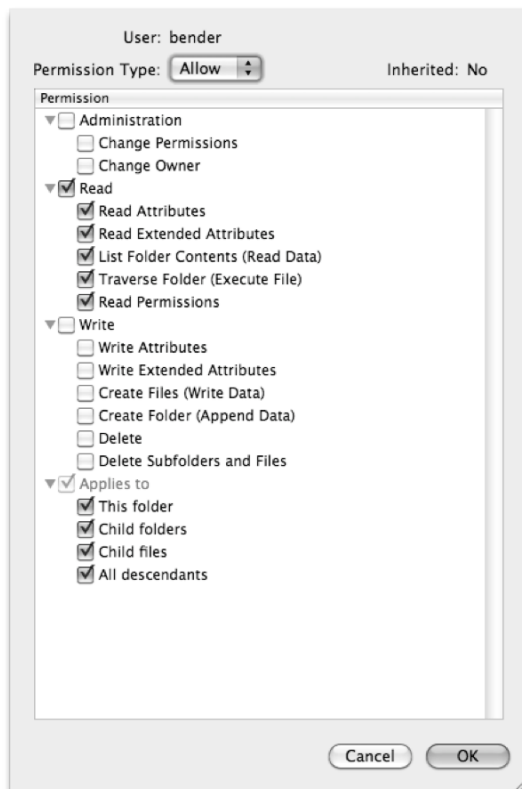 User: bender
Permission Type: Allow Inherited: No
Permission
Administration
Change Permissions
Change Owner
Read
Read Attributes
Read Extended Attributes
List Folder Contents (Read Data)
Traverse Folder (Execute File)
Read Permissions
Write
Write Attributes
Write Extended Attributes
Create Files (Write Data)
Create Folder (Append Data)
Delete
Delete Subfolders and Files
Applies to
This folder
Child folders
Child files
All descendants
Cancel OK